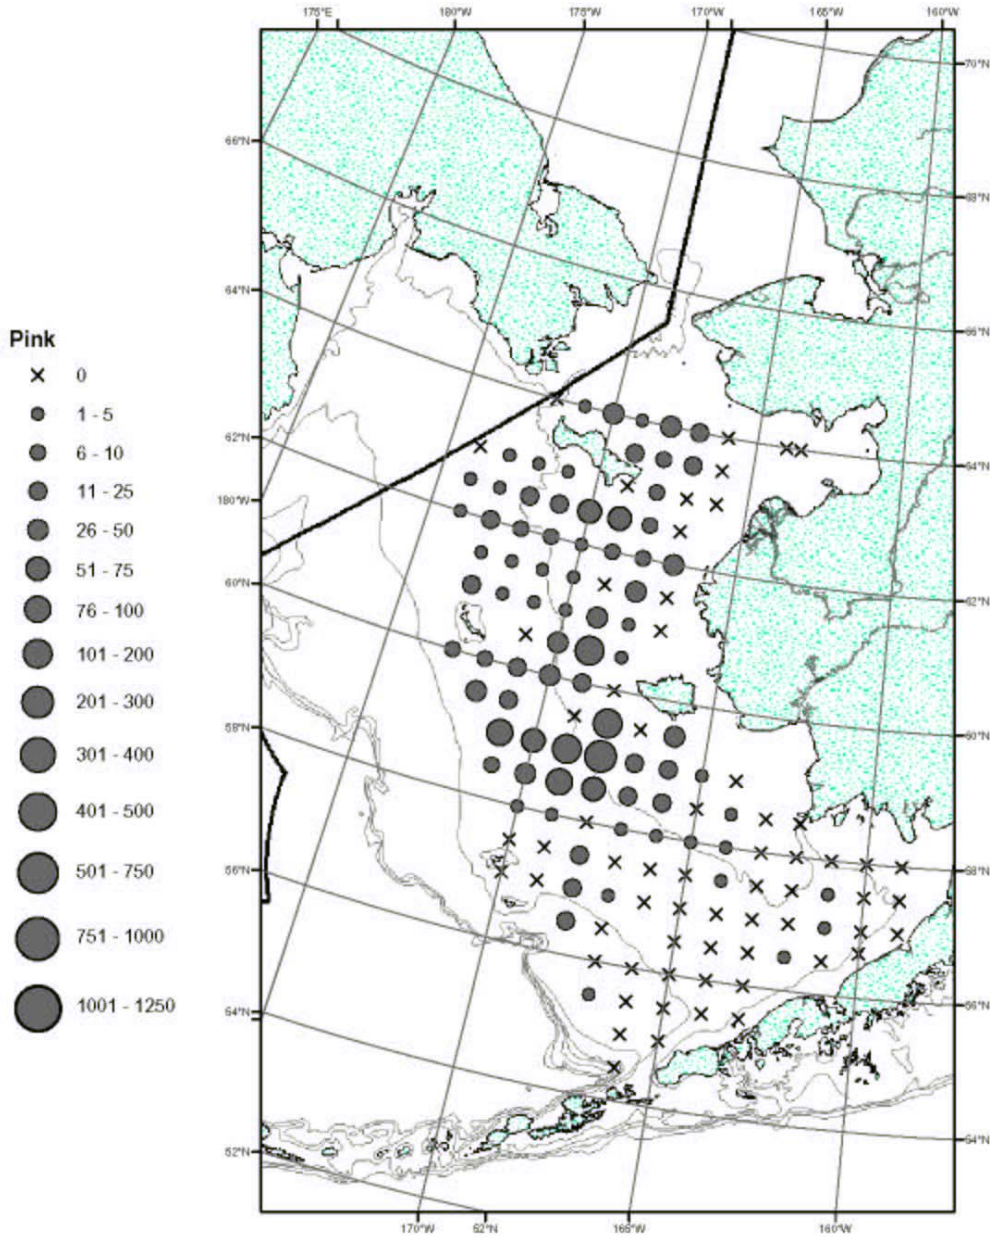 175°E 180°W 175°W 170°W 165°W 160°W
70°N
66°N
68°N
64°N
66°N
Pink
0
1 - 5
6 - 10
11 - 25
26 - 50
51 - 75
76 - 100
101 - 200
201 - 300
301 - 400
401 - 500
501 - 750
751 - 1000
1001 - 1250
62°N
64°N
180°W
60°N
62°N
58°N
60°N
56°N
58°N
54°N
56°N
52°N
54°N
170°W 52°N 165°W 160°W